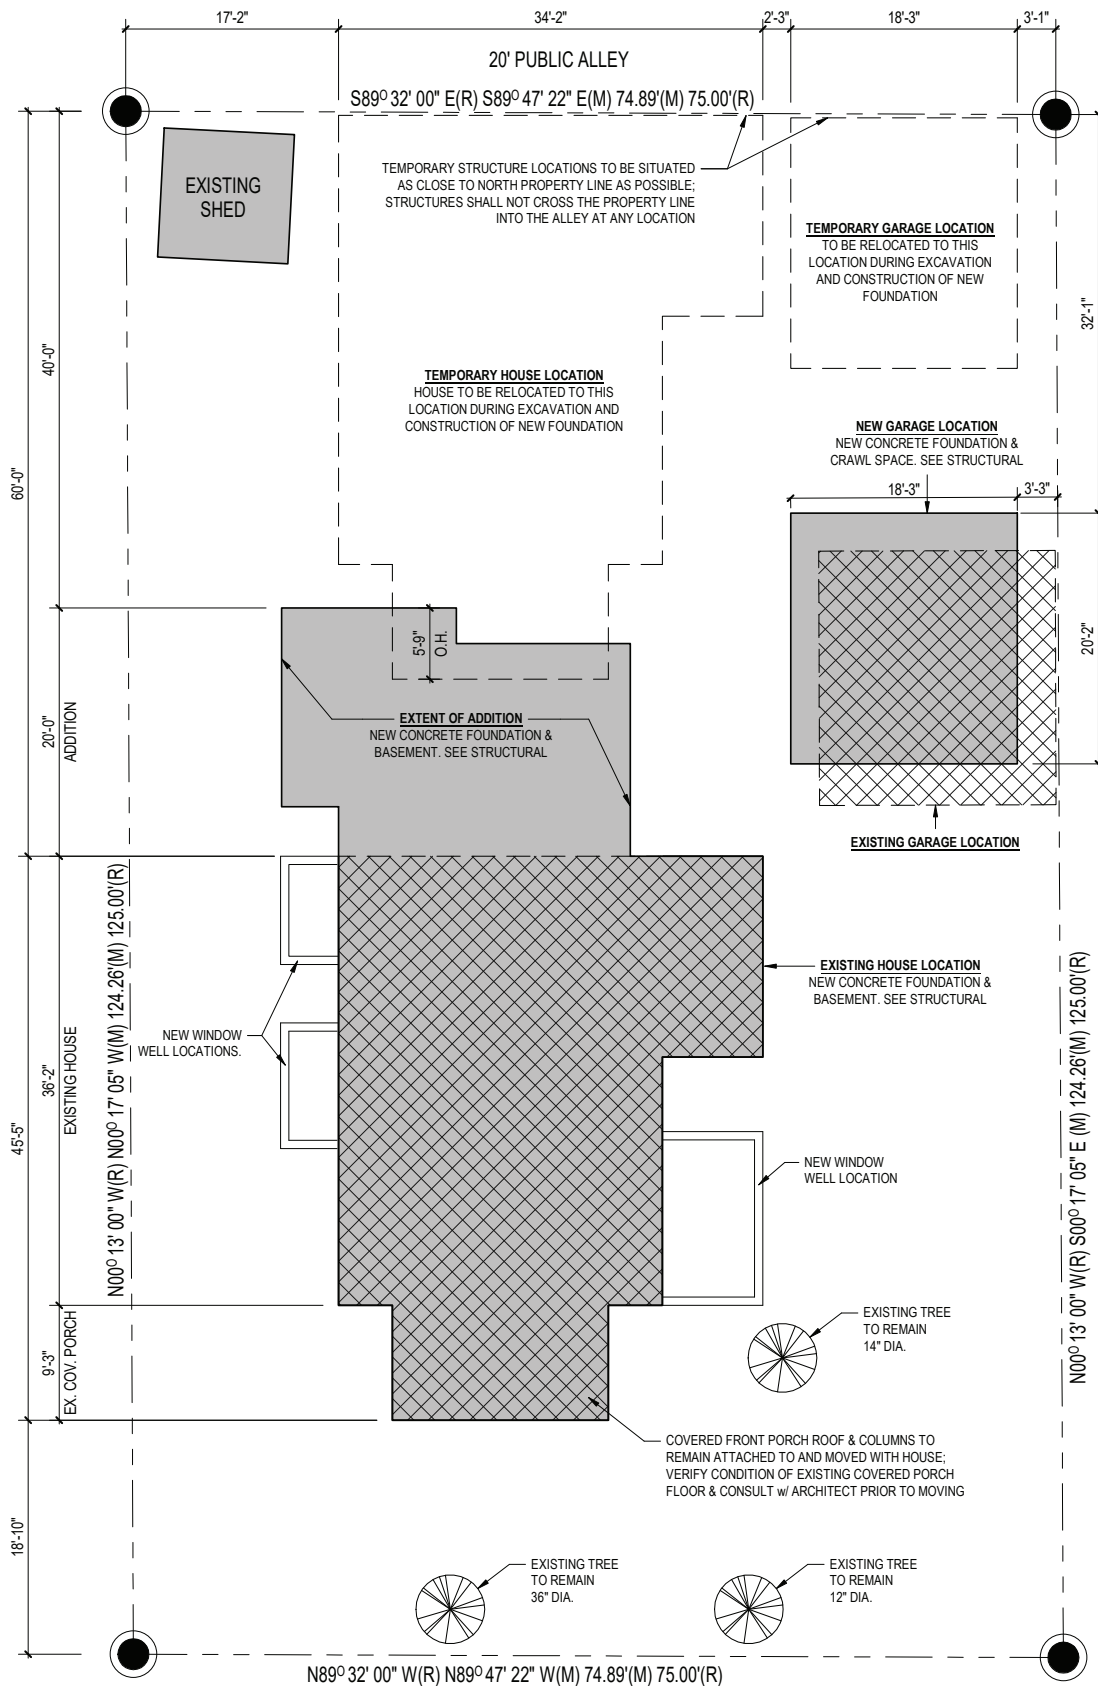 17'-2"
34'-2"
2'-3"
18'-3"
3'-1"
20' PUBLIC ALLEY
S89⁰ 32' 00" E(R) S89⁰ 47' 22" E(M) 74.89'(M) 75.00'(R)
EXISTING
SHED
TEMPORARY STRUCTURE LOCATIONS TO BE SITUATED
AS CLOSE TO NORTH PROPERTY LINE AS POSSIBLE;
STRUCTURES SHALL NOT CROSS THE PROPERTY LINE
INTO THE ALLEY AT ANY LOCATION
TEMPORARY GARAGE LOCATION
TO BE RELOCATED TO THIS
LOCATION DURING EXCAVATION
AND CONSTRUCTION OF NEW
FOUNDATION
32'-1"
40'-0"
60'-0"
TEMPORARY HOUSE LOCATION
HOUSE TO BE RELOCATED TO THIS
LOCATION DURING EXCAVATION AND
CONSTRUCTION OF NEW FOUNDATION
NEW GARAGE LOCATION
NEW CONCRETE FOUNDATION &
CRAWL SPACE. SEE STRUCTURAL
18'-3"
3'-3"
5'-9"
O.H.
20'-2"
20'-0"
ADDITION
EXTENT OF ADDITION
NEW CONCRETE FOUNDATION &
BASEMENT. SEE STRUCTURAL
EXISTING GARAGE LOCATION
N00⁰ 13' 00" W(R) N00⁰ 17' 05" W(M) 124.26'(M) 125.00'(R)
EXISTING HOUSE LOCATION
NEW CONCRETE FOUNDATION &
BASEMENT. SEE STRUCTURAL
NEW WINDOW
WELL LOCATIONS.
36'-2"
EXISTING HOUSE
45'-5"
NEW WINDOW
WELL LOCATION
N00⁰ 13' 00" W(R) S00⁰ 17' 05" E (M) 124.26'(M) 125.00'(R)
EXISTING TREE
TO REMAIN
14" DIA.
9'-3"
EX. COV. PORCH
COVERED FRONT PORCH ROOF & COLUMNS TO
REMAIN ATTACHED TO AND MOVED WITH HOUSE;
VERIFY CONDITION OF EXISTING COVERED PORCH
FLOOR & CONSULT w/ ARCHITECT PRIOR TO MOVING
18'-10"
EXISTING TREE
TO REMAIN
36" DIA.
EXISTING TREE
TO REMAIN
12" DIA.
N89⁰ 32' 00" W(R) N89⁰ 47' 22" W(M) 74.89'(M) 75.00'(R)